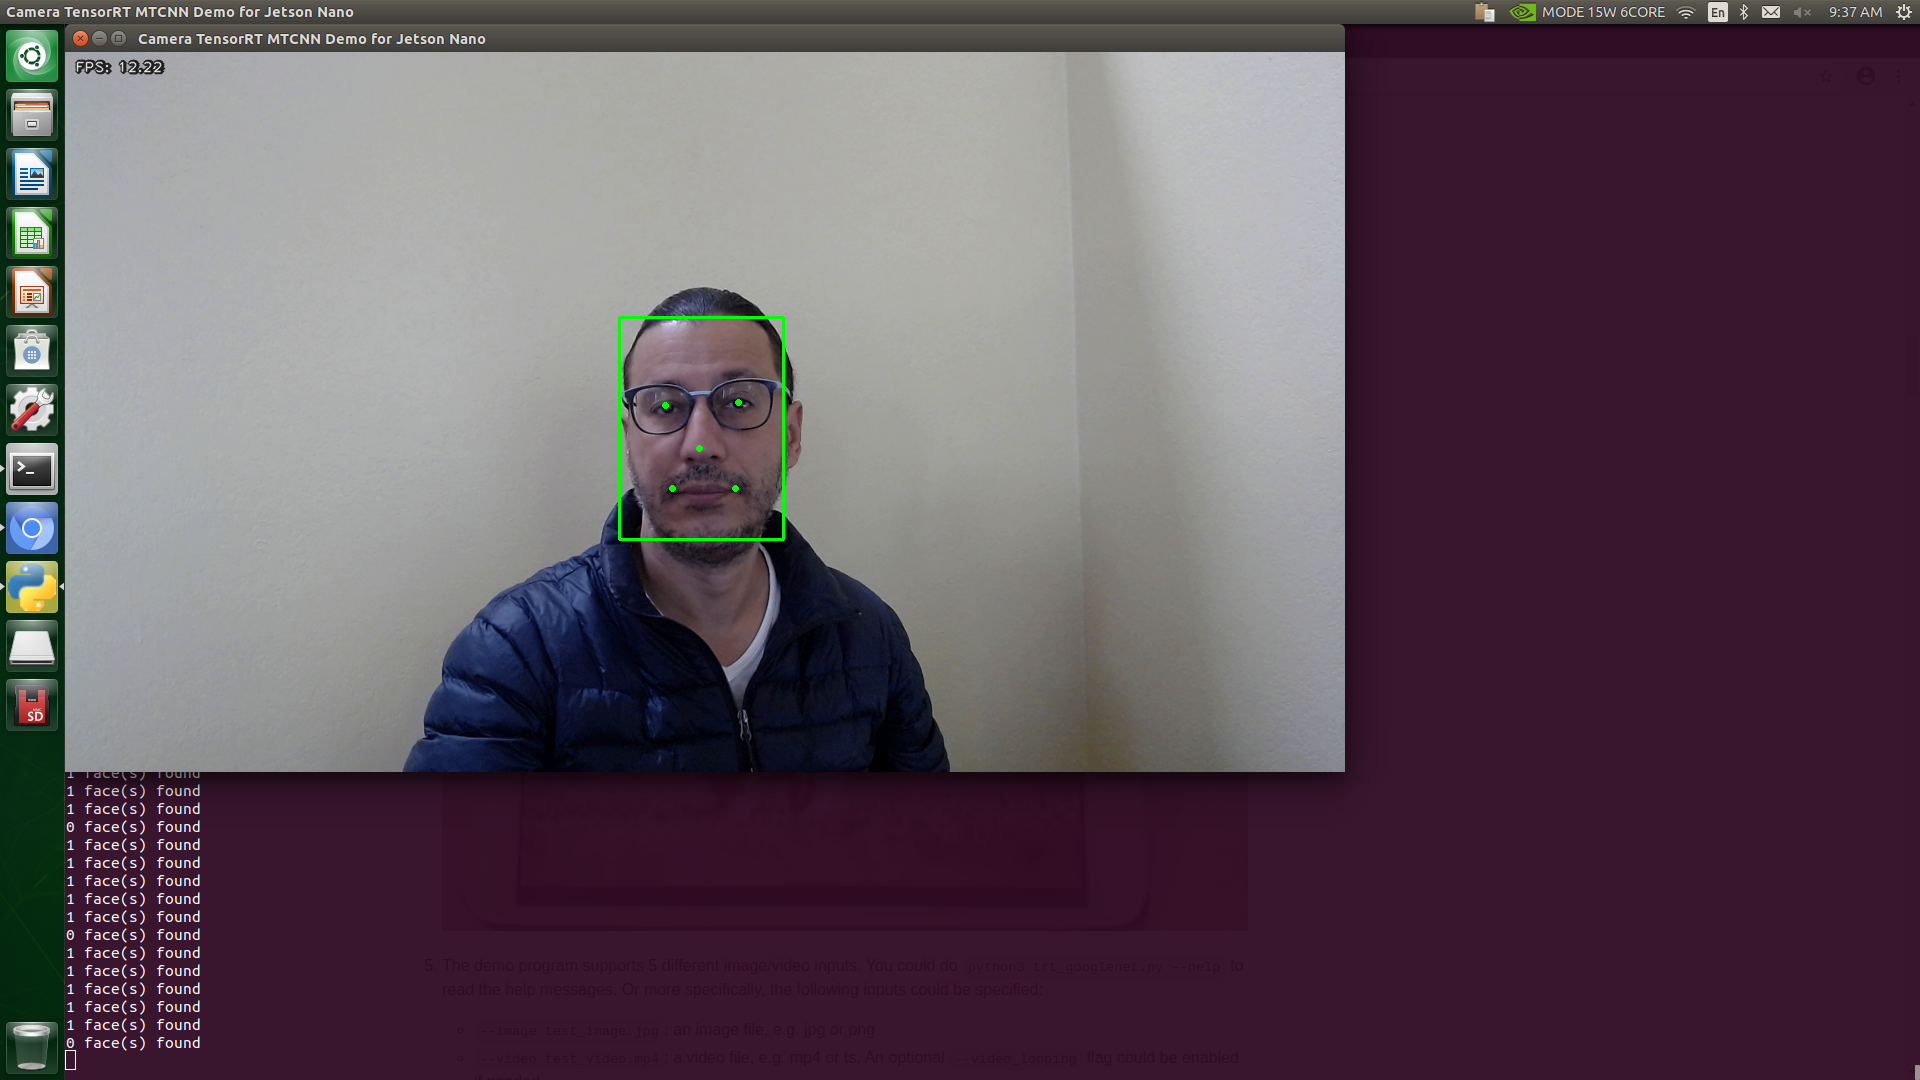 Camera TensorRT MTCNN Demo for Jetson Nano
MODE 15W 6CORE
En
9:37 AM
Camera TensorRT MTCNN Demo for Jetson Nano
FPS: 12.22
>_
SD
1 face(s) found
1 face(s) found
1 face(s) found
0 face(s) found
1 face(s) found
1 face(s) found
1 face(s) found
1 face(s) found
1 face(s) found
0 face(s) found
1 face(s) found
1 face(s) found
1 face(s) found
1 face(s) found
1 face(s) found
0 face(s) found
5. The demo program supports 5 different image/video inputs. You could do python3 trt_googlenet.py --help to
read the help messages. Or more specifically, the following inputs could be specified:
--image test_image.jpg an image file, e.g. jpg or png.
--video test_video.mp4 a video file, e.g. mp4 or ts. An optional --video_looping flag could be enabled